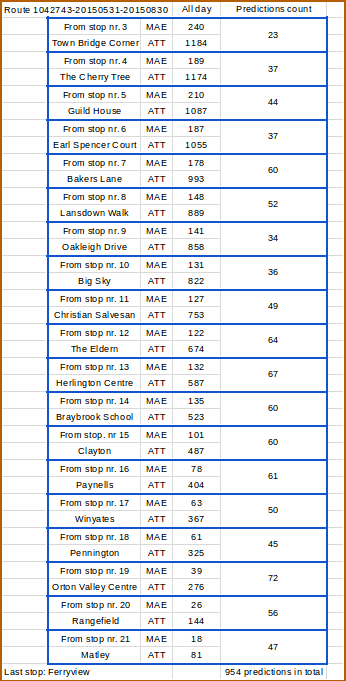 Route 1042743-20150531-20150830 All day Predictions count
From stop nr. 3 MAE 240 23
Town Bridge Corner ATT 1184
From stop nr. 4 MAE 189 37
The Cherry Tree ATT 1174
From stop nr. 5 MAE 210 44
Guild House ATT 1087
From stop nr. 6 MAE 187 37
Earl Spencer Court ATT 1055
From stop nr. 7 MAE 178 60
Bakers Lane ATT 993
From stop nr. 8 MAE 148 52
Lansdown Walk ATT 889
From stop nr. 9 MAE 141 34
Oakleigh Drive ATT 858
From stop nr. 10 MAE 131 36
Big Sky ATT 822
From stop nr. 11 MAE 127 49
Christian Salvesan ATT 753
From stop nr. 12 MAE 122 64
The Eldern ATT 674
From stop nr. 13 MAE 132 67
Herlington Centre ATT 587
From stop nr. 14 MAE 135 60
Braybrook School ATT 523
From stop. nr 15 MAE 101 60
Clayton ATT 487
From stop nr. 16 MAE 78 61
Paynells ATT 404
From stop nr. 17 MAE 63 50
Winyates ATT 367
From stop nr. 18 MAE 61 45
Pennington ATT 325
From stop nr. 19 MAE 39 72
Orton Valley Centre ATT 276
From stop nr. 20 MAE 26 56
Rangefield ATT 144
From stop nr. 21 MAE 18 47
Matley ATT 81
Last stop: Ferryview 954 predictions in total